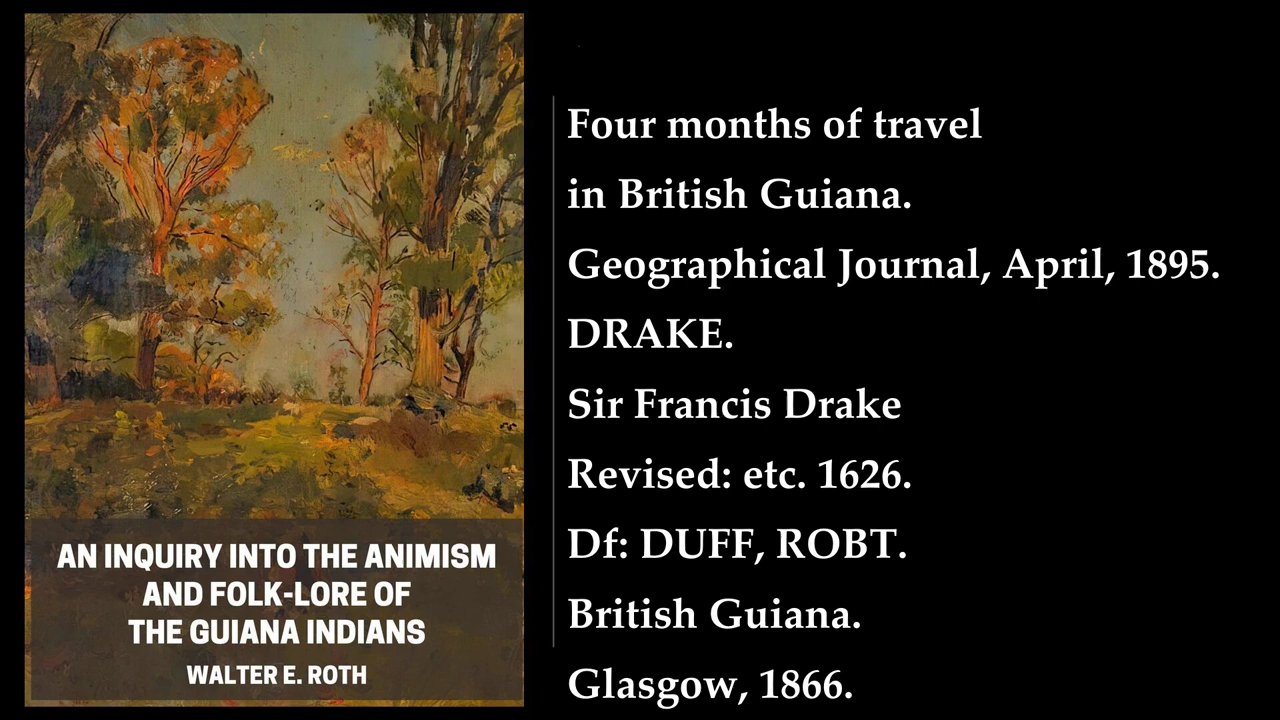 AN INQUIRY INTO THE ANIMISM
AND FOLK-LORE OF
THE GUIANA INDIANS
WALTER E. ROTH
Four months of travel
in British Guiana.
Geographical Journal, April, 1895.
DRAKE.
Sir Francis Drake
Revised: etc. 1626.
Df: DUFF, ROBT.
British Guiana.
Glasgow, 1866.